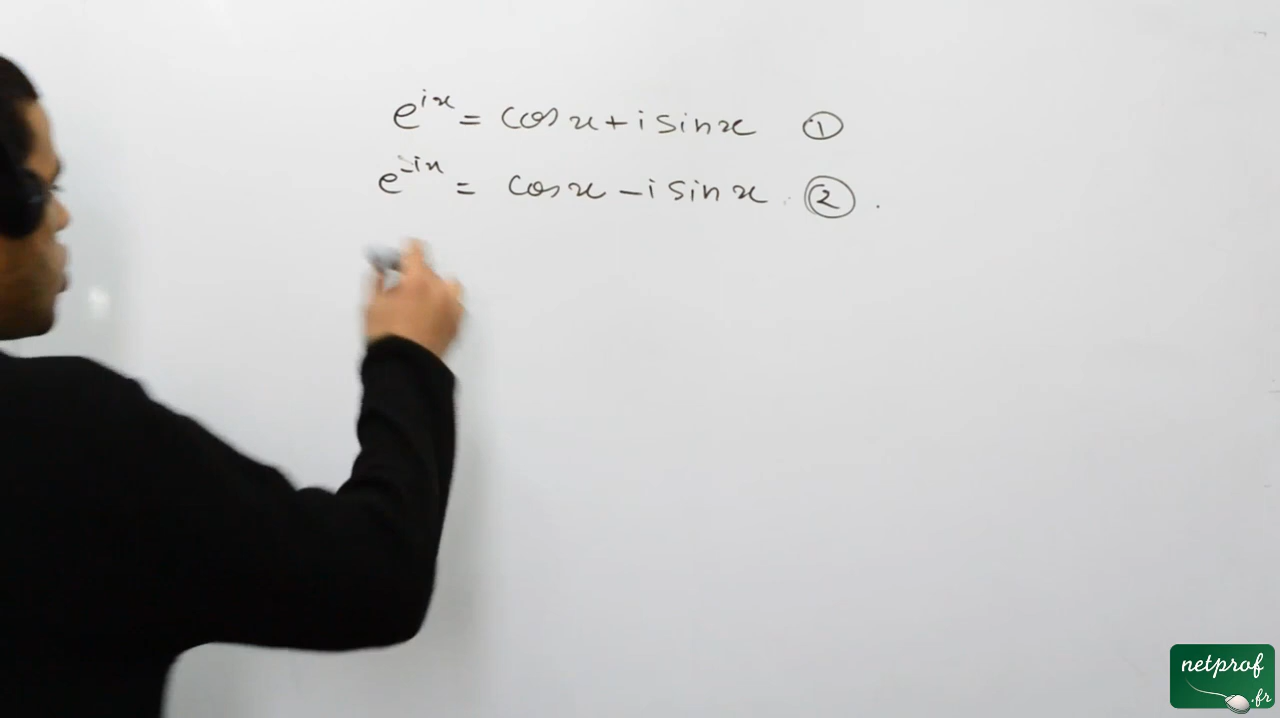 e^{ix} = cos x + i sin x ①
e^{-ix} = cos x - i sin x . ② .
netprof
.fr